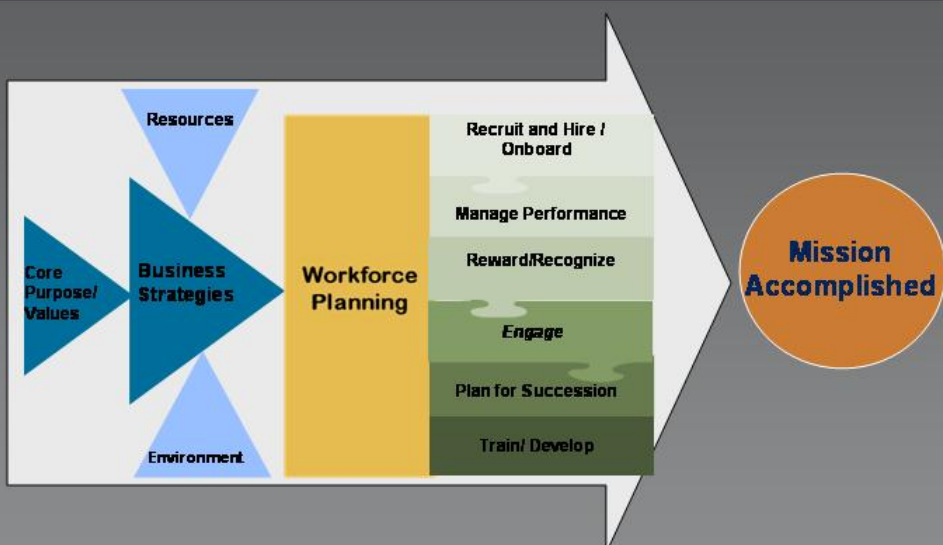 Resources
Core
Purpose/
Values
Business
Strategies
Environment
Workforce
Planning
Recruit and Hire /
Onboard
Manage Performance
Reward/Recognize
Engage
Plan for Succession
Train/ Develop
Mission
Accomplished